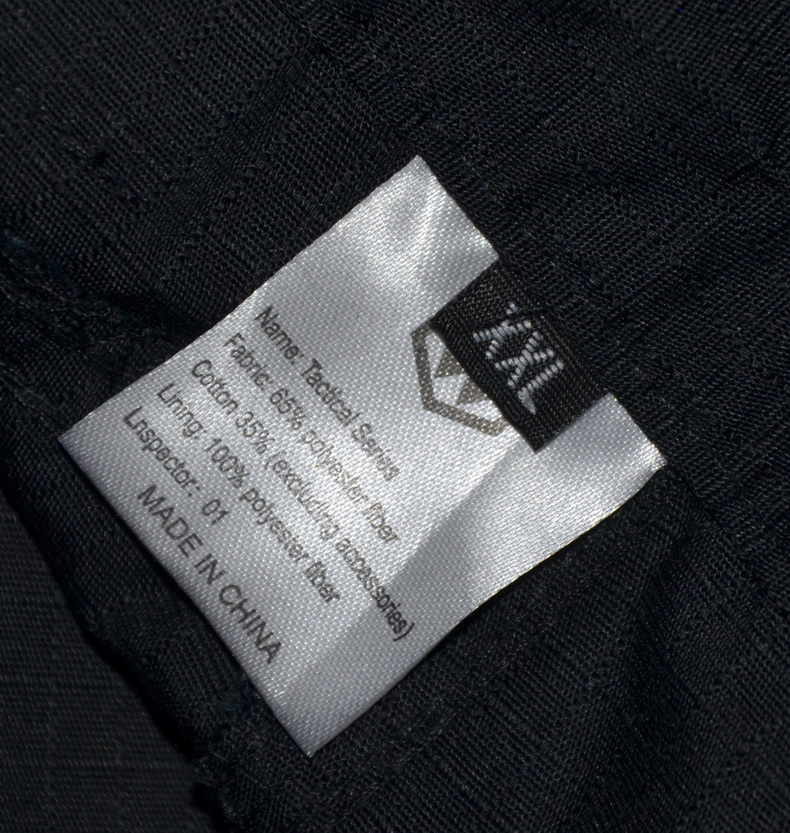 XXL
Name: Tactical Series
Fabric: 65% polyester fiber
Cotton 35% (excluding accessories)
Lining: 100% polyester fiber
Lnspector: 01
MADE IN CHINA